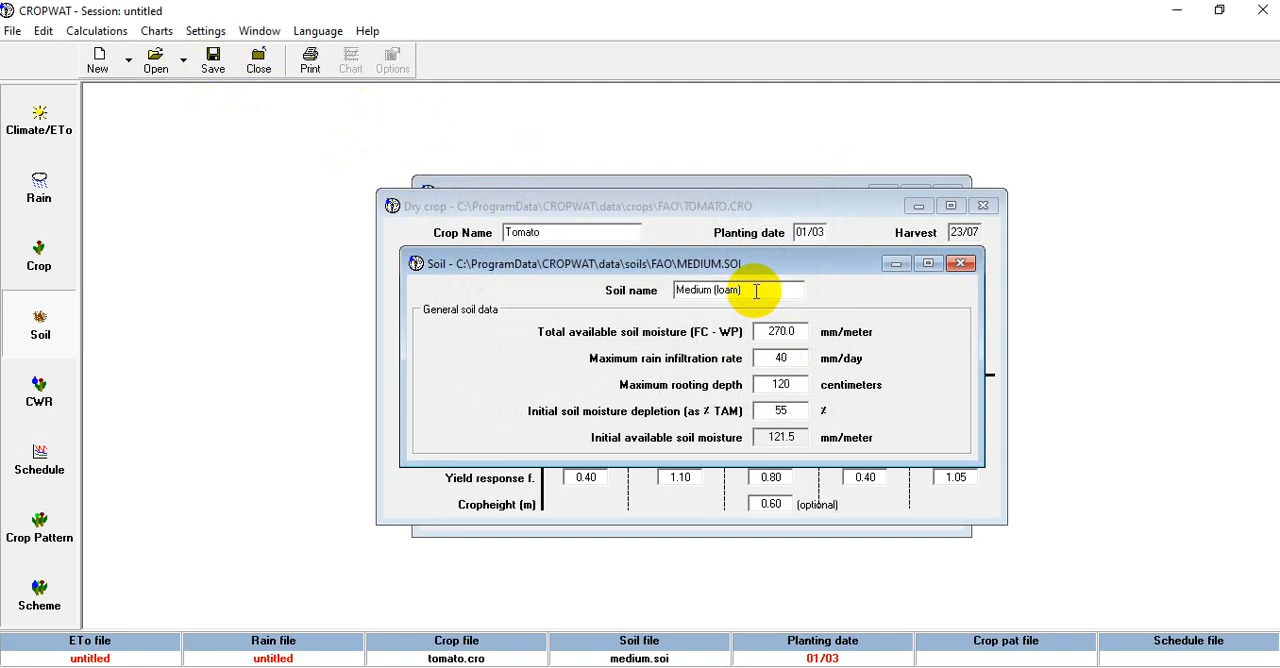 CROPWAT - Session: untitled
File Edit Calculations Charts Settings Window Language Help
New Open Save Close Print Chart Options
Climate/ETo
Rain
Crop
Soil
CWR
Schedule
Crop Pattern
Scheme
Dry crop - C:\ProgramData\CROPWAT\data\crops\FAO\TOMATO.CRO
Crop Name Tomato Planting date 01/03 Harvest 23/07
Soil - C:\ProgramData\CROPWAT\data\soils\FAO\MEDIUM.SOI
Soil name Medium (loam)
General soil data
Total available soil moisture (FC - WP) 270.0 mm/meter
Maximum rain infiltration rate 40 mm/day
Maximum rooting depth 120 centimeters
Initial soil moisture depletion (as % TAM) 55 %
Initial available soil moisture 121.5 mm/meter
Yield response f. 0.40 1.10 0.80 0.40 1.05
Cropheight (m) 0.60 (optional)
ETo file Rain file Crop file Soil file Planting date Crop pat file Schedule file
untitled untitled tomato.cro medium.soi 01/03